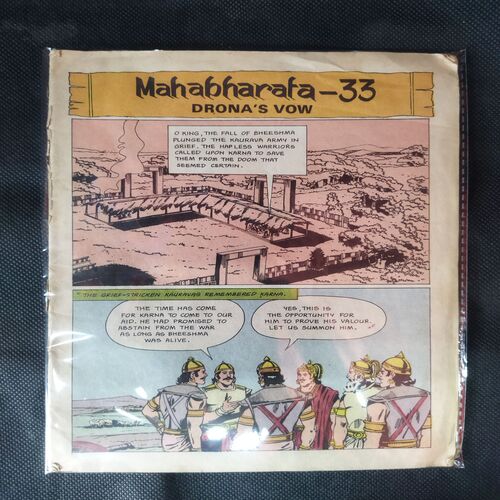 Mahabharata-33
DRONA'S VOW
O KING, THE FALL OF BHEESHMA
PLUNGED THE KAURAVA ARMY IN
GRIEF. THE HAPLESS WARRIORS
CALLED UPON KARNA TO SAVE
THEM FROM THE DOOM THAT
SEEMED CERTAIN.
THE GRIEF-STRICKEN KAURAVAS REMEMBERED KARNA.
THE TIME HAS COME
FOR KARNA TO COME TO OUR
AID. HE HAD PROMISED TO
ABSTAIN FROM THE WAR
AS LONG AS BHEESHMA
WAS ALIVE.
YES, THIS IS
THE OPPORTUNITY FOR
HIM TO PROVE HIS VALOUR.
LET US SUMMON HIM.